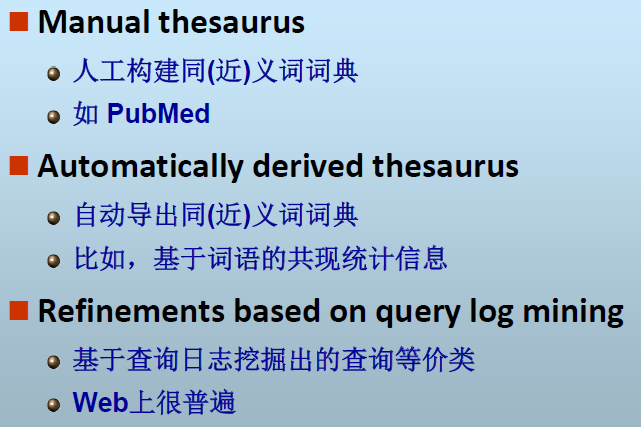 Manual thesaurus
人工构建同(近)义词词典
如 PubMed
Automatically derived thesaurus
自动导出同(近)义词词典
比如，基于词语的共现统计信息
Refinements based on query log mining
基于查询日志挖掘出的查询等价类
Web上很普遍